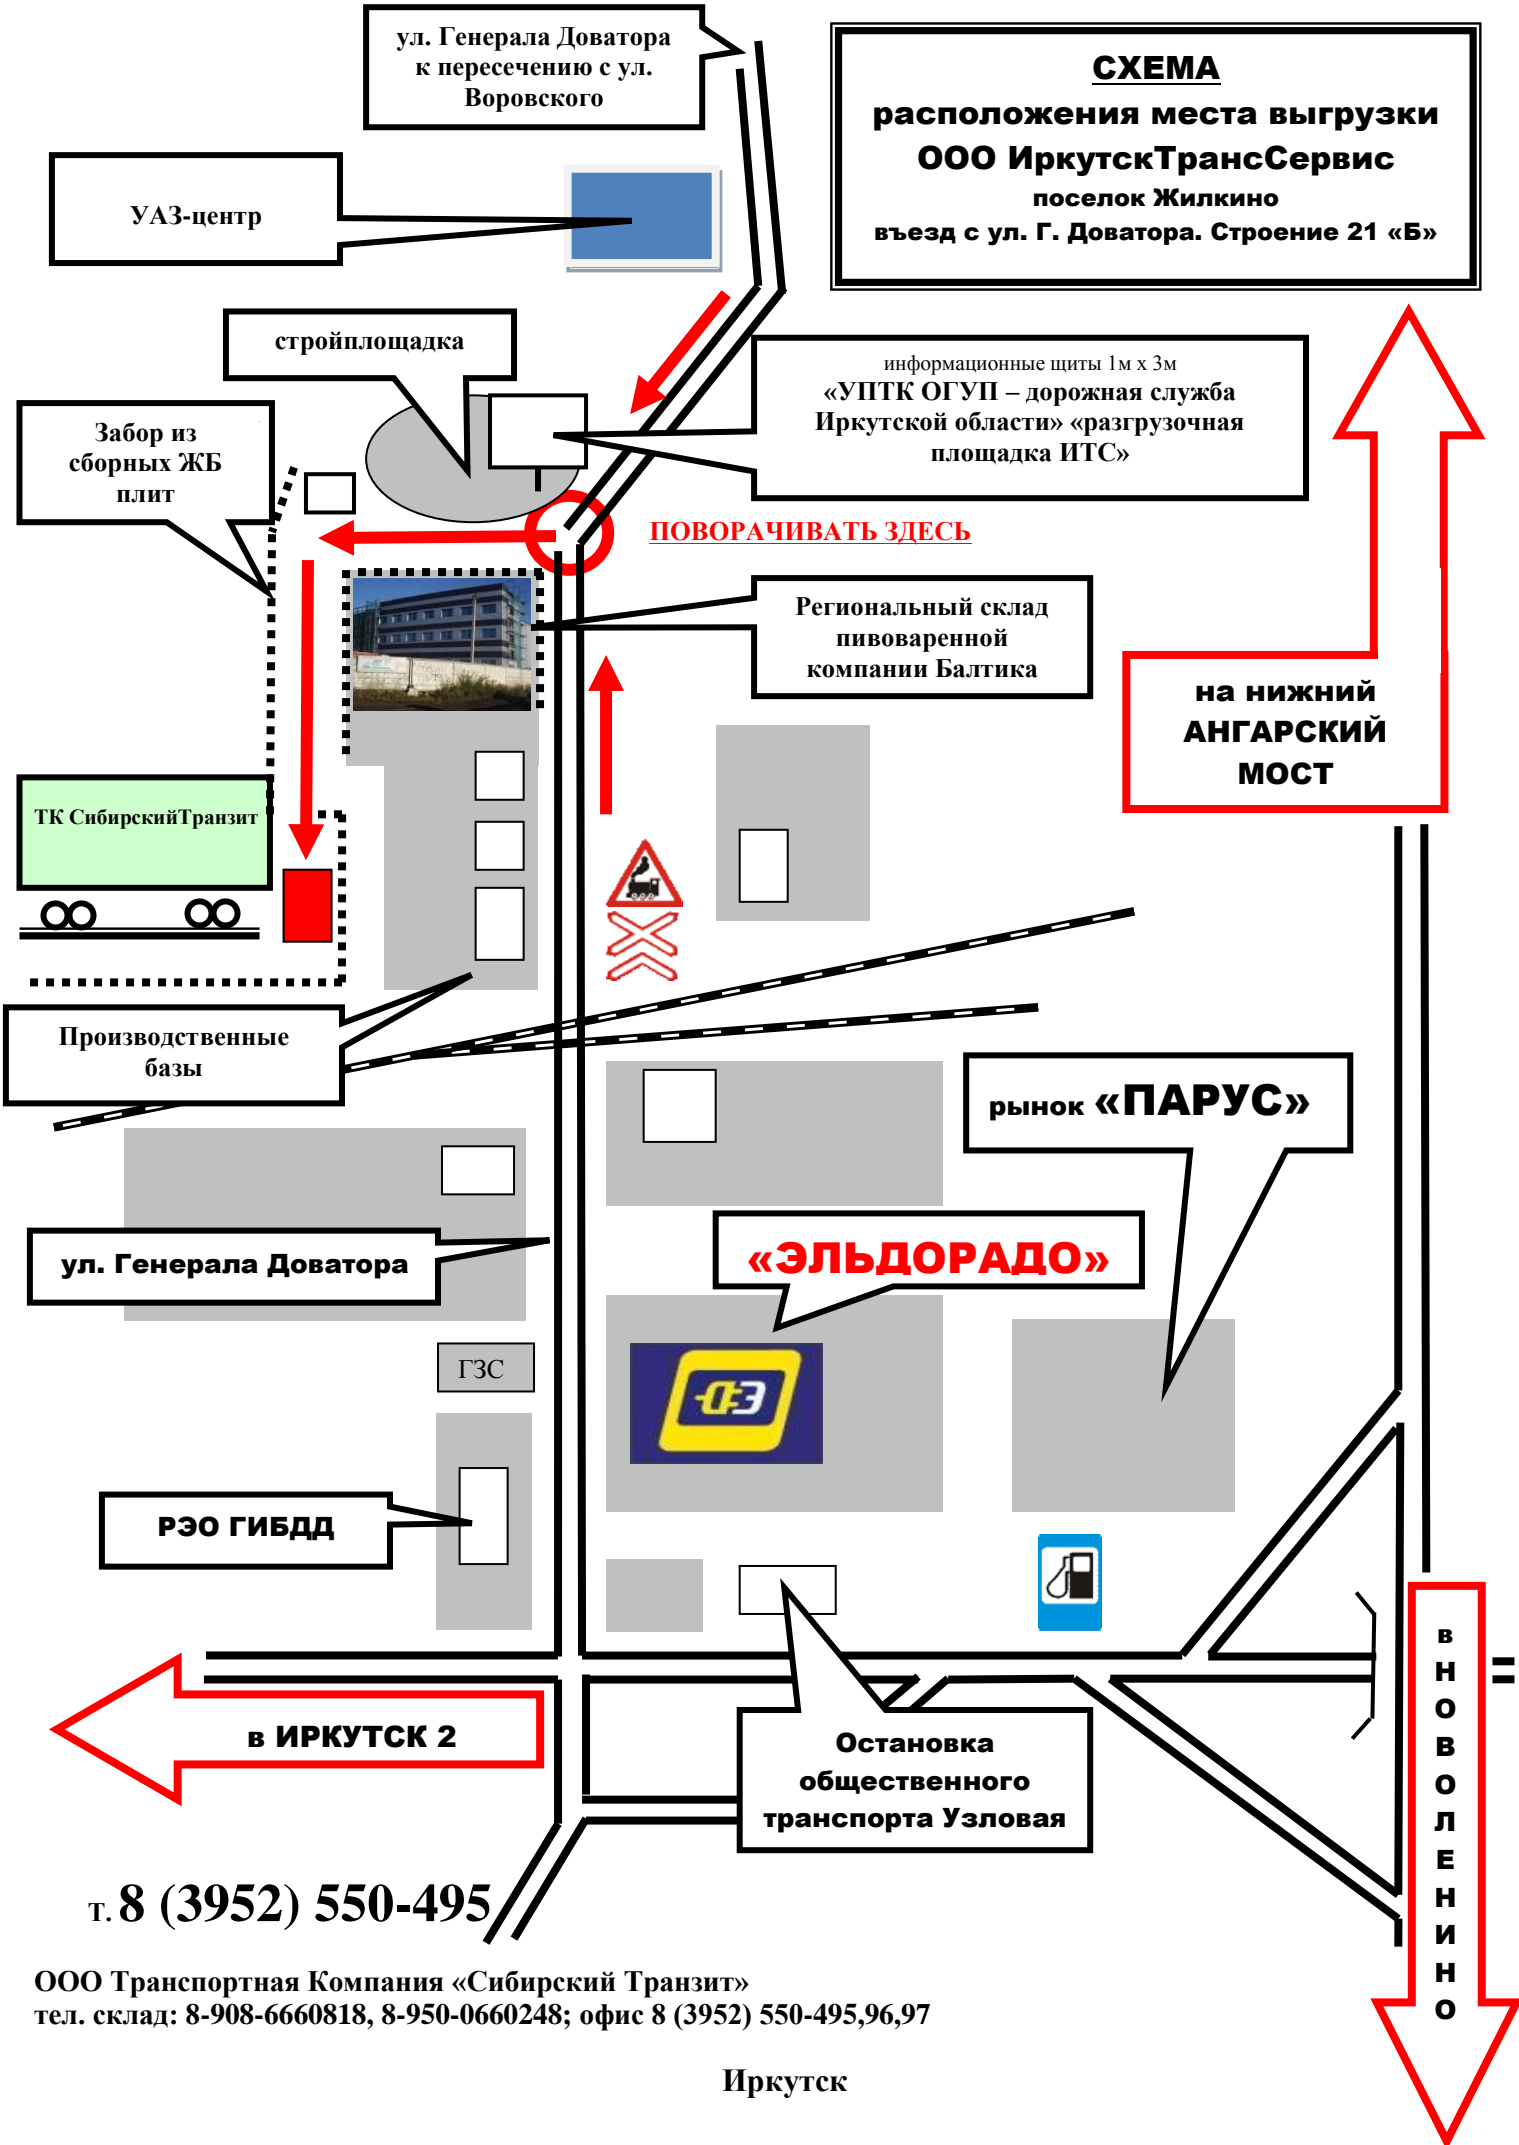 ул. Генерала Доватора
к пересечению с ул.
Воровского
СХЕМА
расположения места выгрузки
ООО ИркутскТрансСервис
поселок Жилкино
въезд с ул. Г. Доватора. Строение 21 «Б»
УАЗ-центр
стройплощадка
информационные щиты 1м х 3м
«УПТК ОГУП – дорожная служба
Иркутской области» «разгрузочная
площадка ИТС»
Забор из
сборных ЖБ
плит
ПОВОРАЧИВАТЬ ЗДЕСЬ
Региональный склад
пивоваренной
компании Балтика
на нижний
АНГАРСКИЙ
МОСТ
ТК СибирскийТранзит
Производственные
базы
рынок «ПАРУС»
ул. Генерала Доватора
«ЭЛЬДОРАДО»
ГЗС
РЭО ГИБДД
в ИРКУТСК 2
Остановка
общественного
транспорта Узловая
в
Н
О
В
О
Л
Е
Н
И
Н
О
т. 8 (3952) 550-495
ООО Транспортная Компания «Сибирский Транзит»
тел. склад: 8-908-6660818, 8-950-0660248; офис 8 (3952) 550-495,96,97
Иркутск